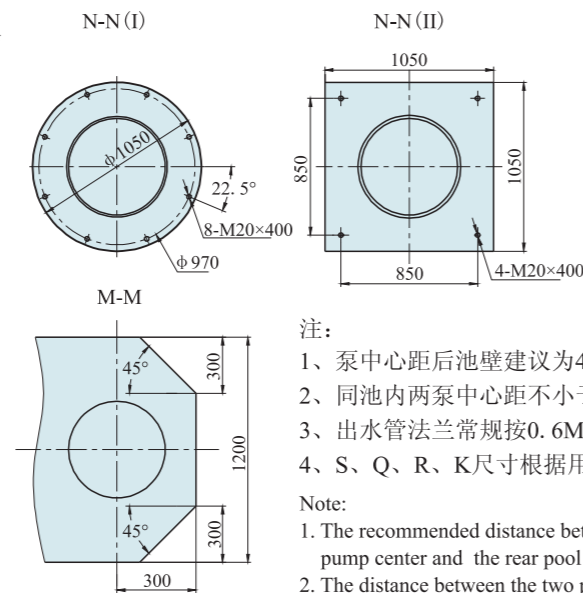 N-N(I)
N-N(II)
1050
φ1050
22.5°
8-M20×400
φ970
850
1050
850
4-M20×400
M-M
45°
300
1200
45°
300
300
注:
1、泵中心距后池壁建议为4
2、同池内两泵中心距不小
3、出水管法兰常规按0.6M
4、S、Q、R、K尺寸根据用
Note:
1. The recommended distance bet
pump center and the rear pool
2. The distance between the two